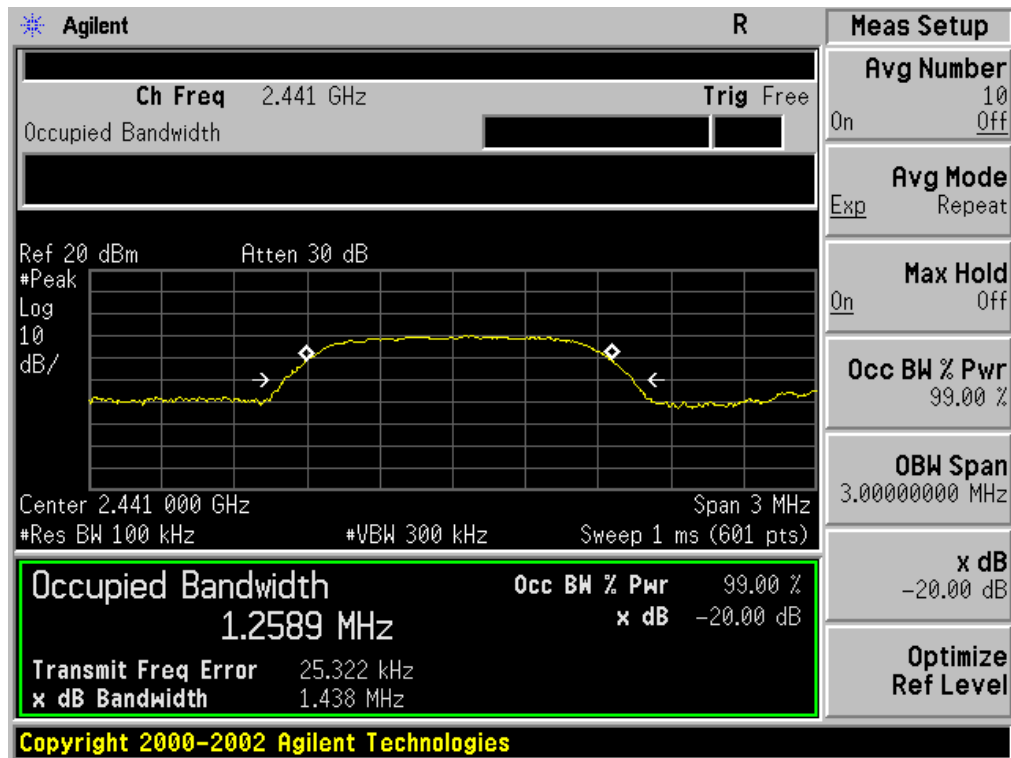 Agilent R Meas Setup
Ch Freq 2.441 GHz Trig Free
Occupied Bandwidth
Ref 20 dBm Atten 30 dB
#Peak
Log
10
dB/
Center 2.441 000 GHz Span 3 MHz
#Res BW 100 kHz #VBW 300 kHz Sweep 1 ms (601 pts)
Occupied Bandwidth Occ BW % Pwr 99.00 %
1.2589 MHz x dB -20.00 dB
Transmit Freq Error 25.322 kHz
x dB Bandwidth 1.438 MHz
Avg Number
10
On Off
Avg Mode
Exp Repeat
Max Hold
On Off
Occ BW % Pwr
99.00 %
OBW Span
3.00000000 MHz
x dB
-20.00 dB
Optimize
Ref Level
Copyright 2000-2002 Agilent Technologies